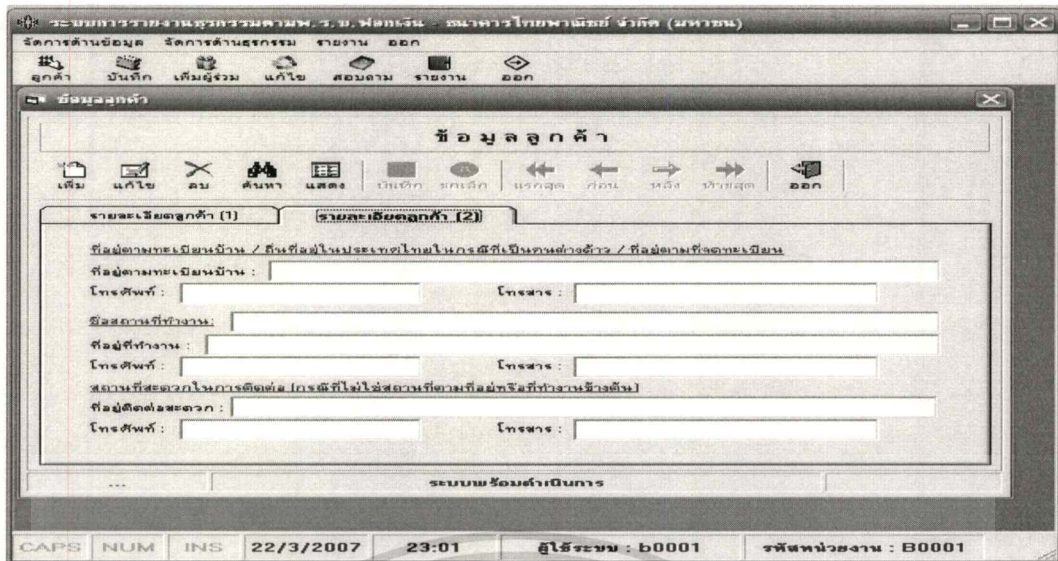 ระบบการรายงานธุรกรรมตามพ.ร.บ.ฟอกเงิน - ธนาคารไทยพาณิชย์ จำกัด (มหาชน)
จัดการด้านข้อมูล จัดการด้านธุรกรรม รายงาน ออก
ลูกค้า บันทึก เพิ่มผู้ร่วม แก้ไข สอบถาม รายงาน ออก
ข้อมูลลูกค้า
ข้อมูลลูกค้า
เพิ่ม แก้ไข ลบ ค้นหา แสดง บันทึก ยกเลิก แรกสุด ก่อน หลัง ท้ายสุด ออก
รายละเอียดลูกค้า (1) รายละเอียดลูกค้า (2)
ที่อยู่ตามทะเบียนบ้าน / ถิ่นที่อยู่ในประเทศไทยในกรณีที่เป็นคนต่างด้าว / ที่อยู่ตามที่จดทะเบียน
ที่อยู่ตามทะเบียนบ้าน :
โทรศัพท์ : โทรสาร :
ชื่อสถานที่ทำงาน:
ที่อยู่ที่ทำงาน :
โทรศัพท์ : โทรสาร :
สถานที่สะดวกในการติดต่อ [กรณีที่ไม่ใช่สถานที่ตามที่อยู่หรือที่ทำงานข้างต้น]
ที่อยู่ติดต่อสะดวก :
โทรศัพท์ : โทรสาร :
... ระบบพร้อมดำเนินการ
CAPS NUM INS 22/3/2007 23:01 ผู้ใช้ระบบ : b0001 รหัสหน่วยงาน : B0001